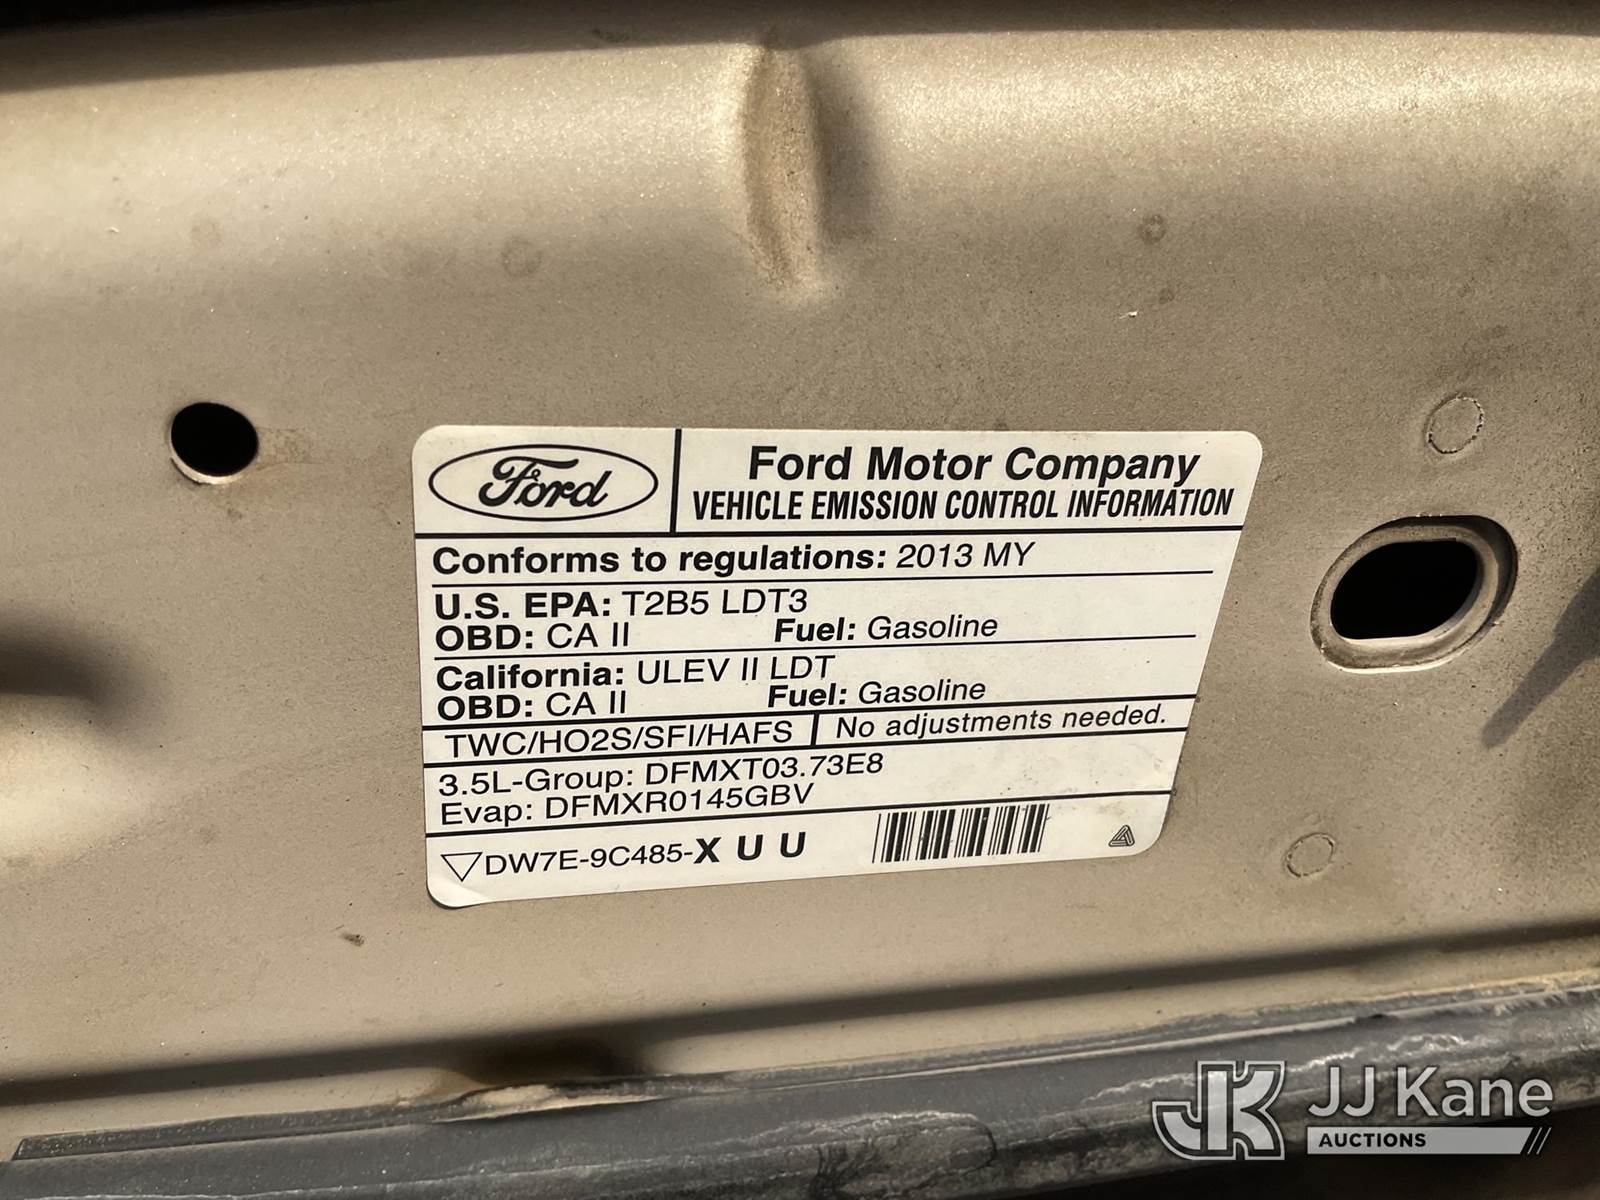 Ford
Ford Motor Company
VEHICLE EMISSION CONTROL INFORMATION
Conforms to regulations: 2013 MY
U.S. EPA: T2B5 LDT3
OBD: CA II Fuel: Gasoline
California: ULEV II LDT
OBD: CA II Fuel: Gasoline
TWC/HO2S/SFI/HAFS No adjustments needed.
3.5L-Group: DFMXT03.73E8
Evap: DFMXR0145GBV
DW7E-9C485-X U U
JK JJ Kane
AUCTIONS